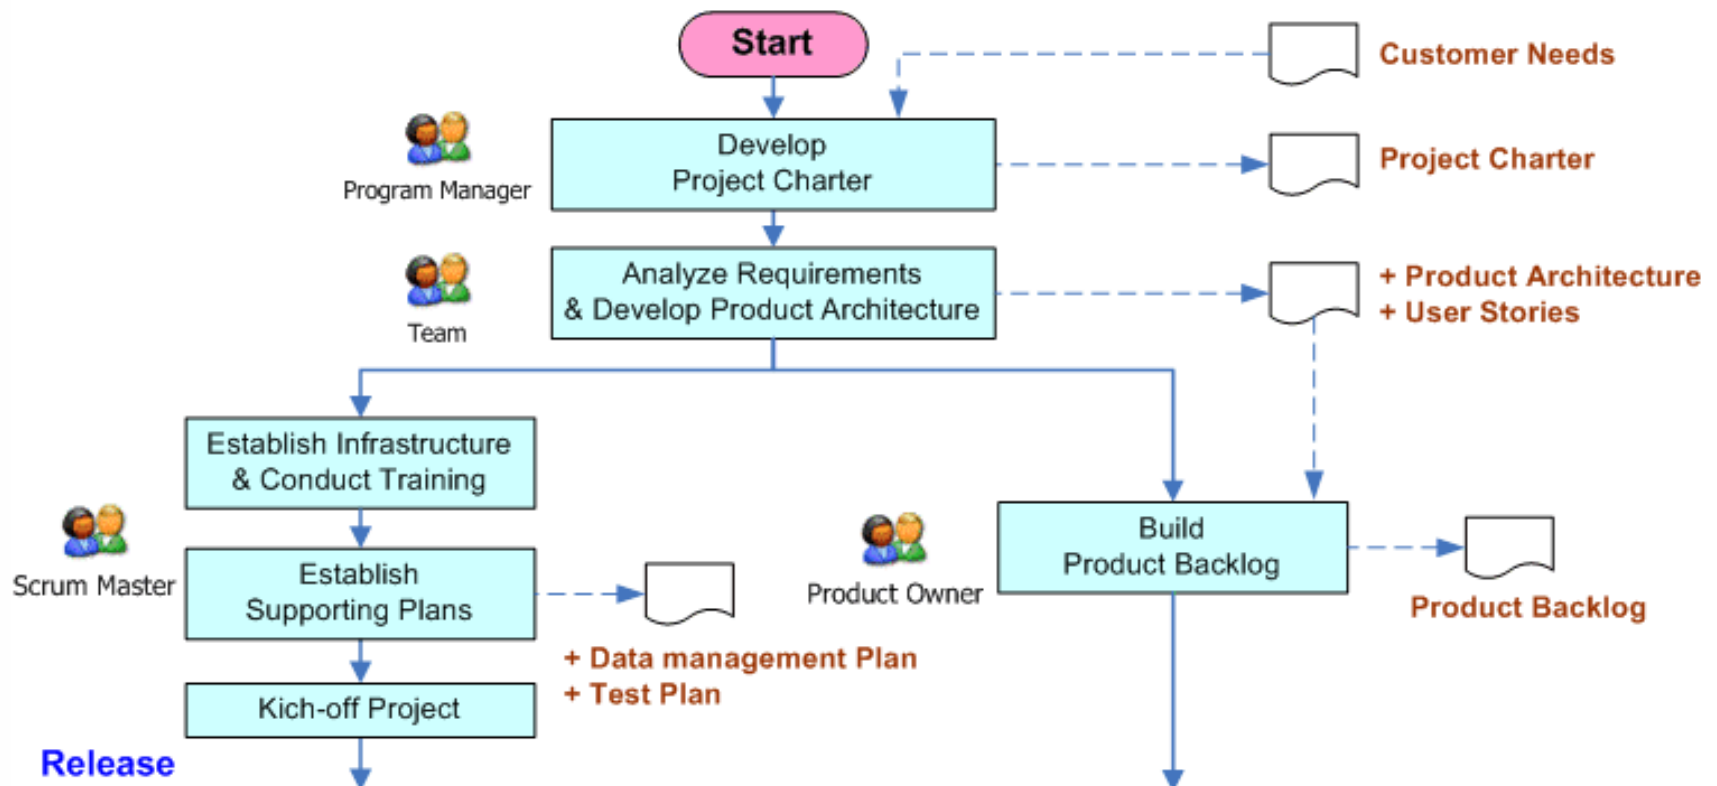 Start
Customer Needs
Program Manager
Develop
Project Charter
Project Charter
Team
Analyze Requirements
& Develop Product Architecture
+ Product Architecture
+ User Stories
Establish Infrastructure
& Conduct Training
Scrum Master
Establish
Supporting Plans
+ Data management Plan
+ Test Plan
Kich-off Project
Product Owner
Build
Product Backlog
Product Backlog
Release